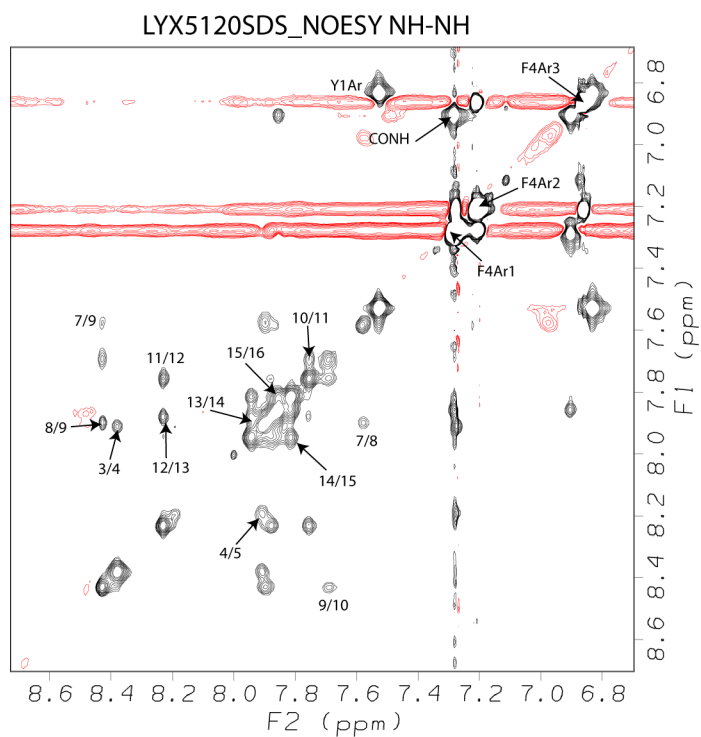 LYX5120SDS_NOESY NH-NH
Y1Ar
F4Ar3
CONH
F4Ar2
F4Ar1
7/9
10/11
11/12
15/16
13/14
8/9
3/4
12/13
7/8
14/15
4/5
9/10
6.8
7.0
7.2
7.4
7.6
7.8
8.0
8.2
8.4
8.6
F1 (ppm)
8.6 8.4 8.2 8.0 7.8 7.6 7.4 7.2 7.0 6.8
F2 (ppm)